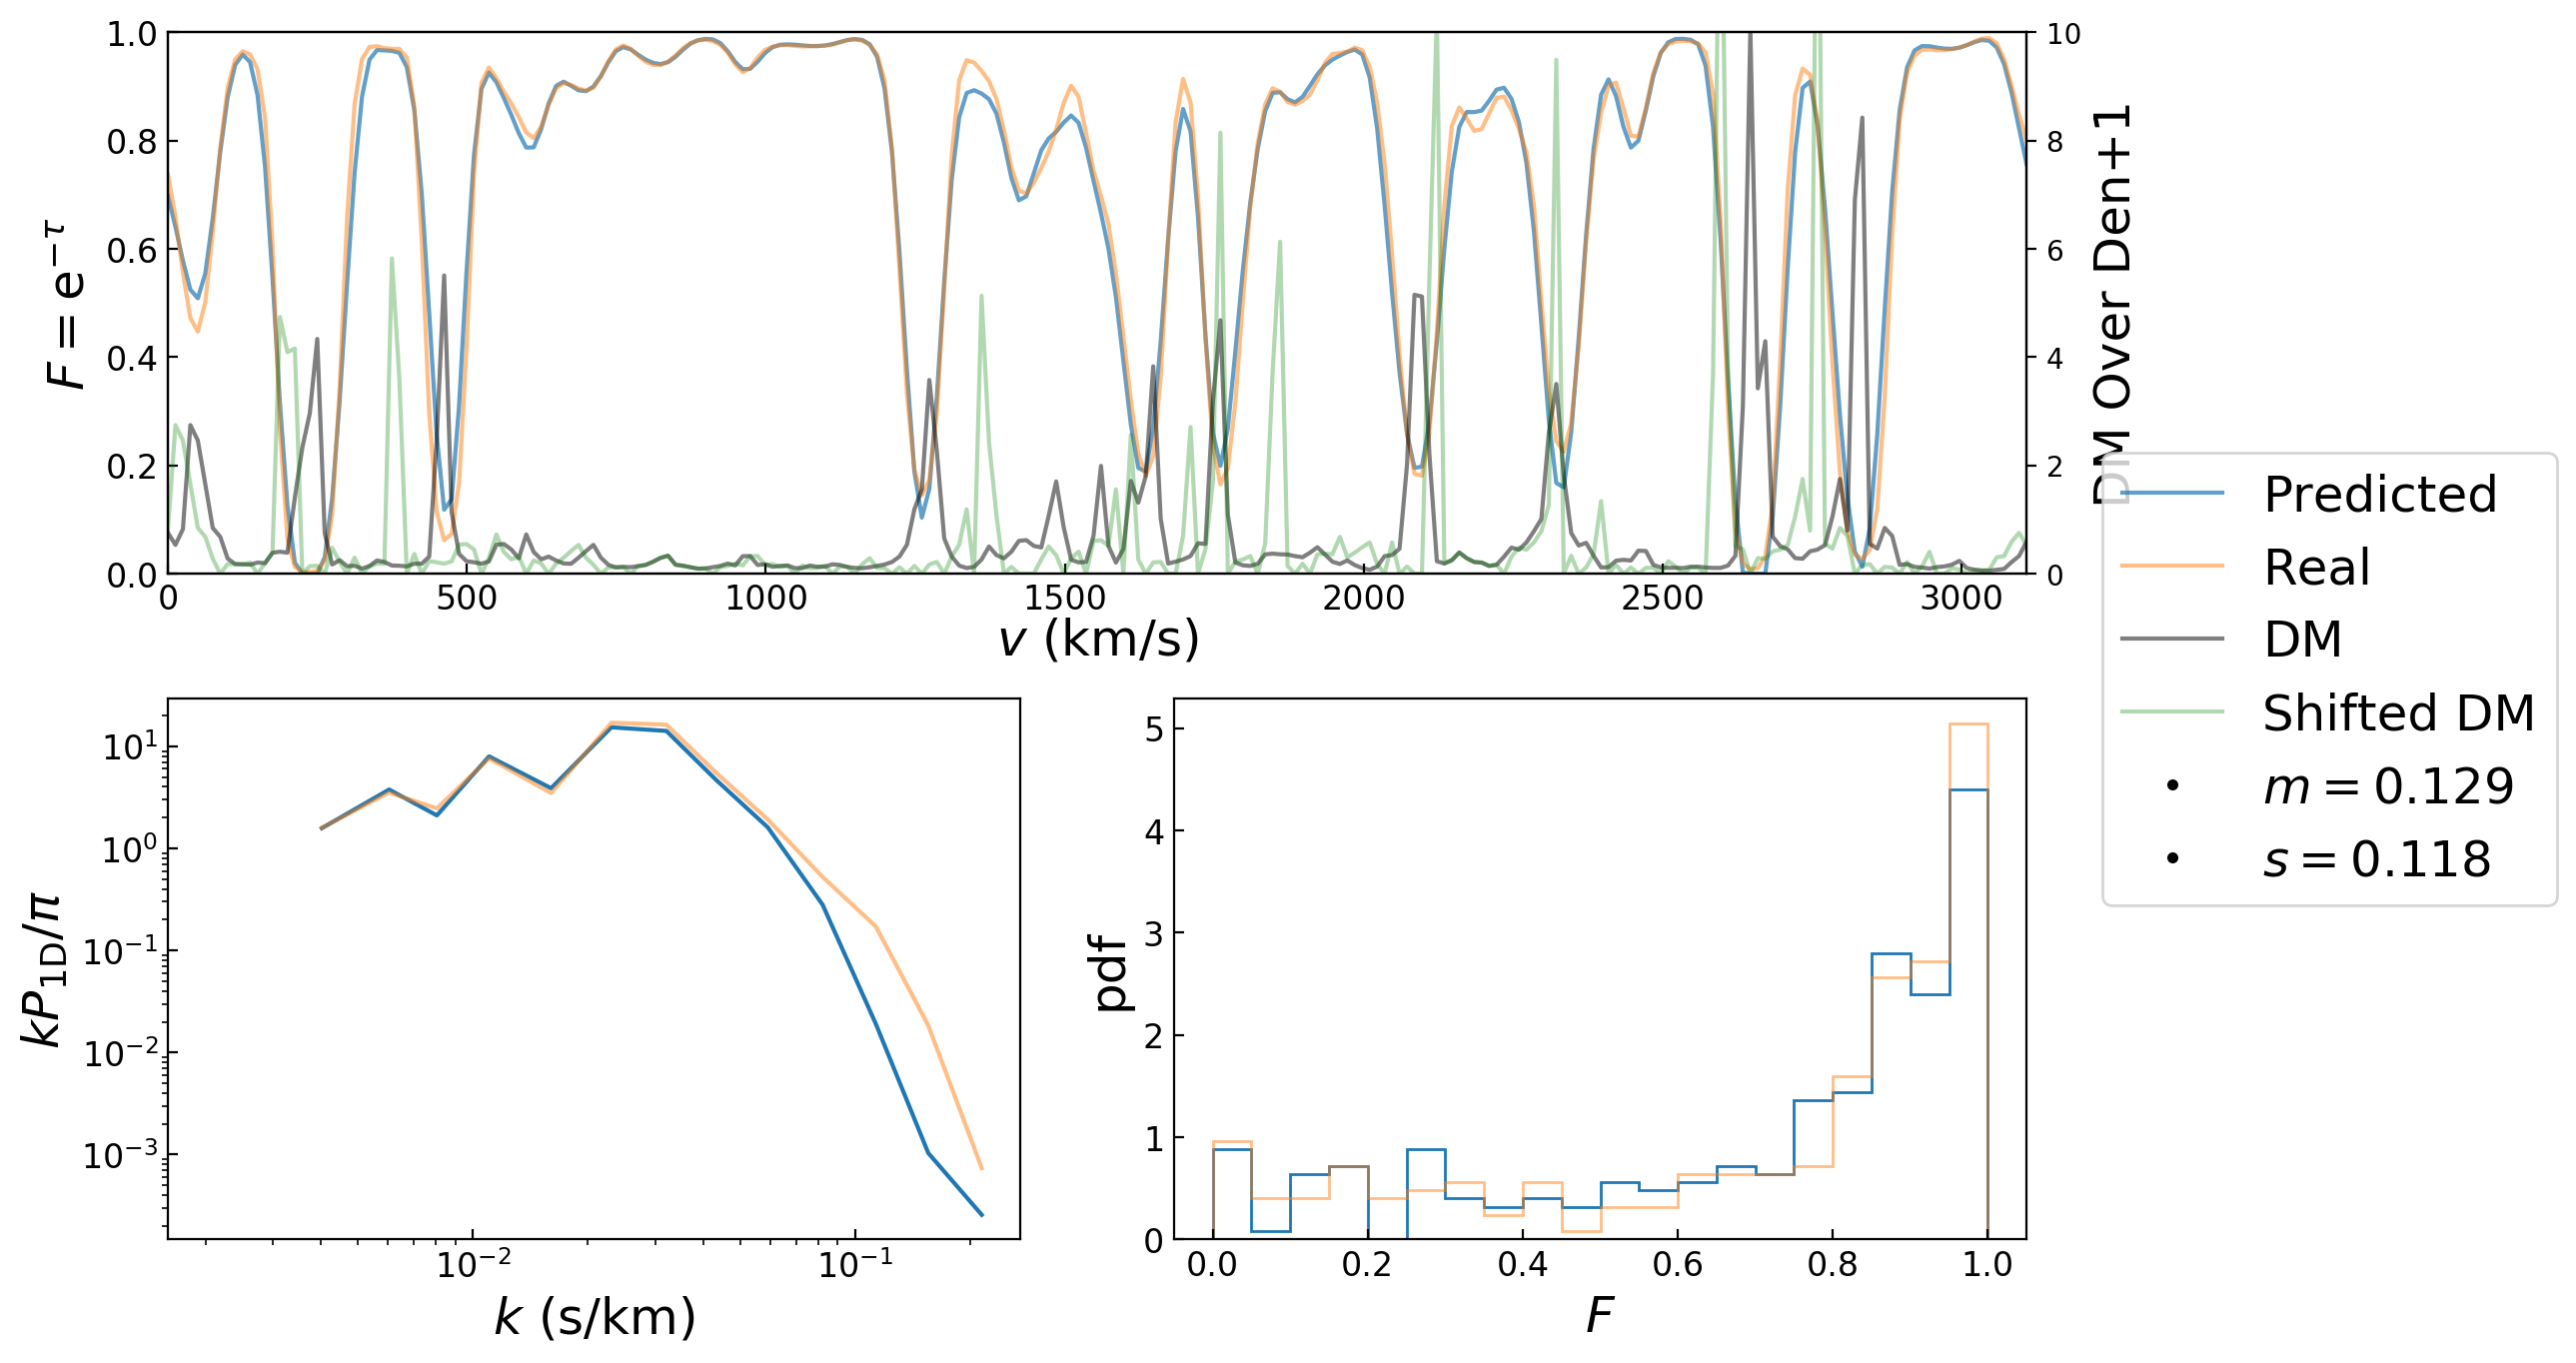 1.0
0.8
0.6
0.4
0.2
0.0
F = e^{−τ}
10
8
6
4
2
0
DM Over Den+1
0 500 1000 1500 2000 2500 3000
v (km/s)
Predicted
Real
DM
Shifted DM
m = 0.129
s = 0.118
10^1
10^0
10^{−1}
10^{−2}
10^{−3}
kP_{1D}/π
10^{−2} 10^{−1}
k (s/km)
5
4
3
2
1
0
pdf
0.0 0.2 0.4 0.6 0.8 1.0
F